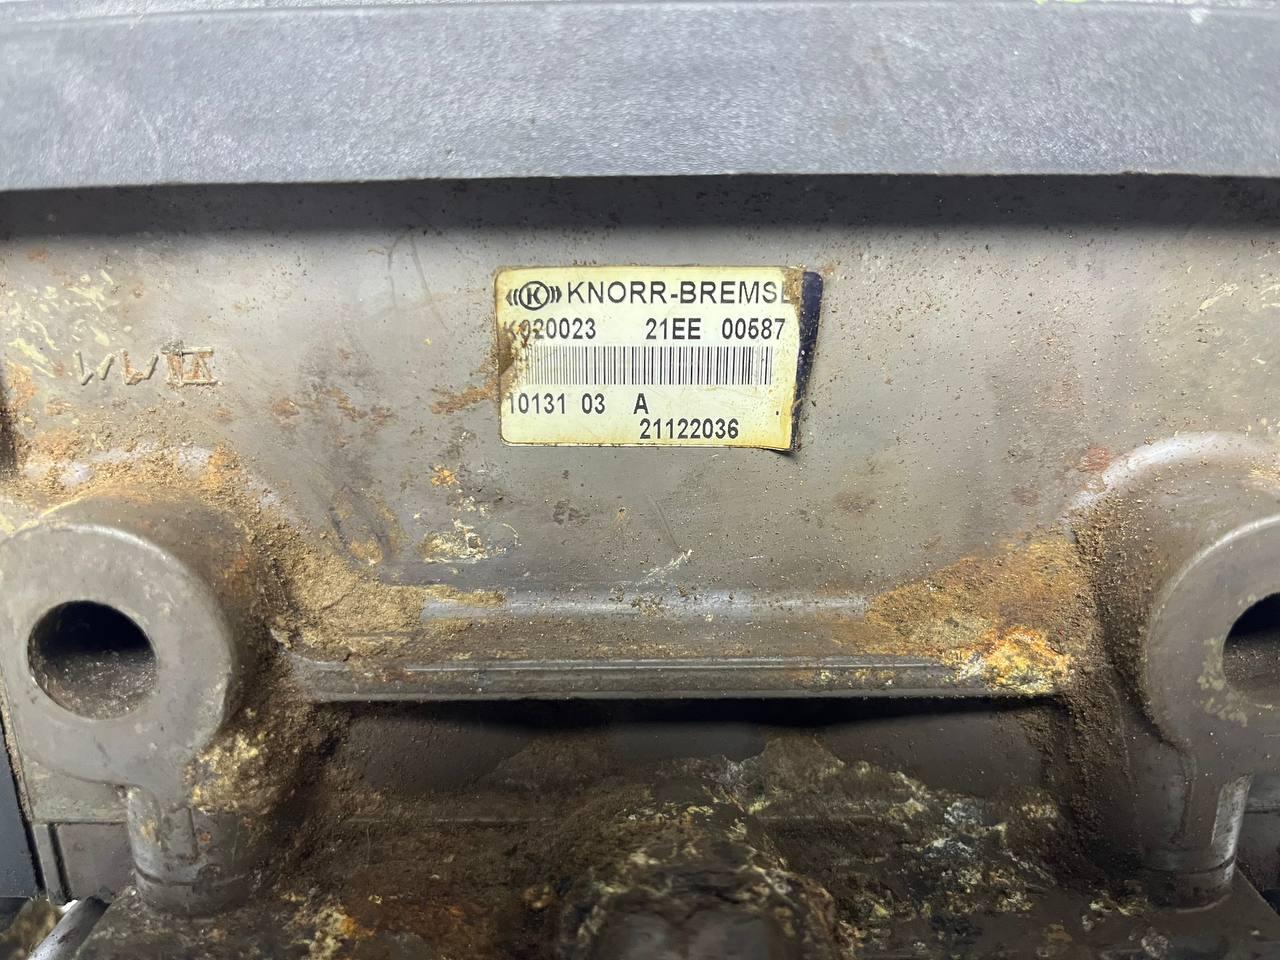 K KNORR-BREMSE
K020023 21EE 00587
10131 03 A
21122036